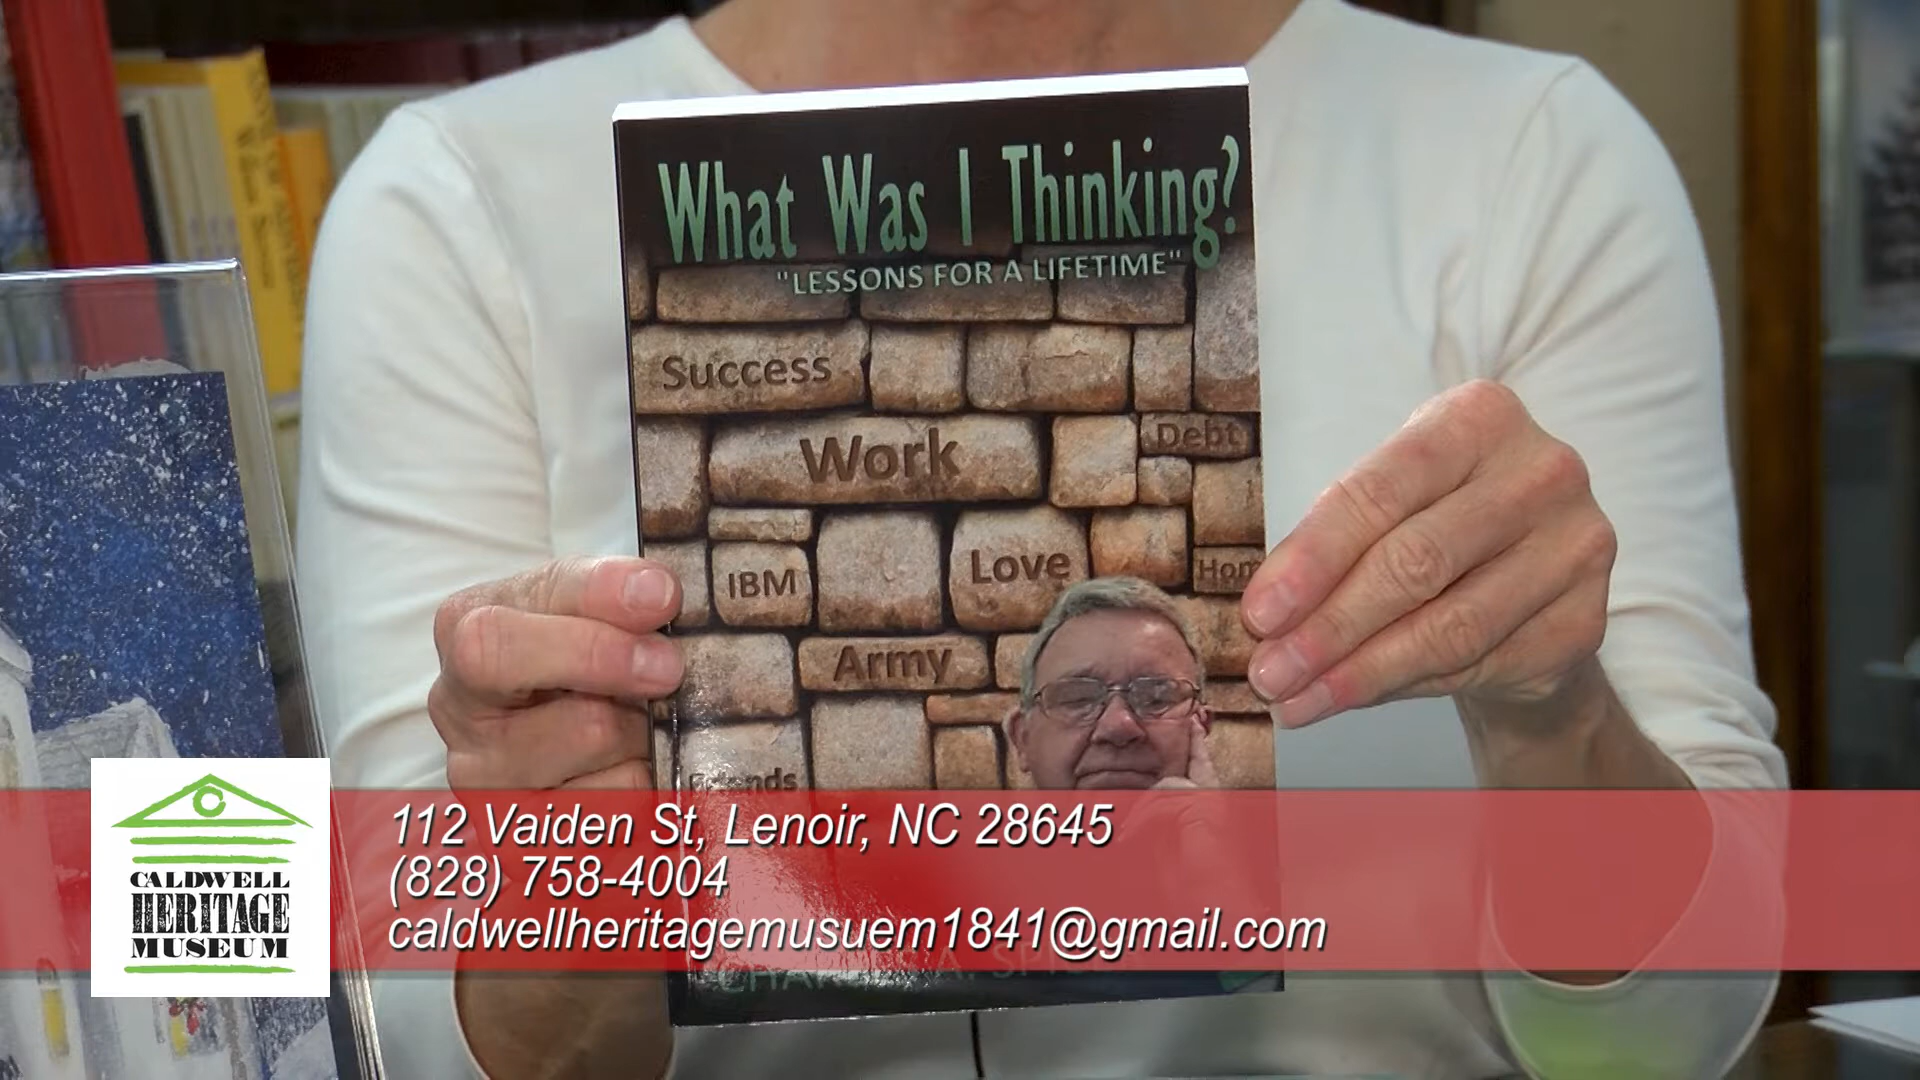 What Was I Thinking?
"LESSONS FOR A LIFETIME"
Success
Work
Debt
IBM
Love
Army
Friends
112 Vaiden St, Lenoir, NC 28645
(828) 758-4004
caldwellheritagemusuem1841@gmail.com
CALDWELL
HERITAGE
MUSEUM